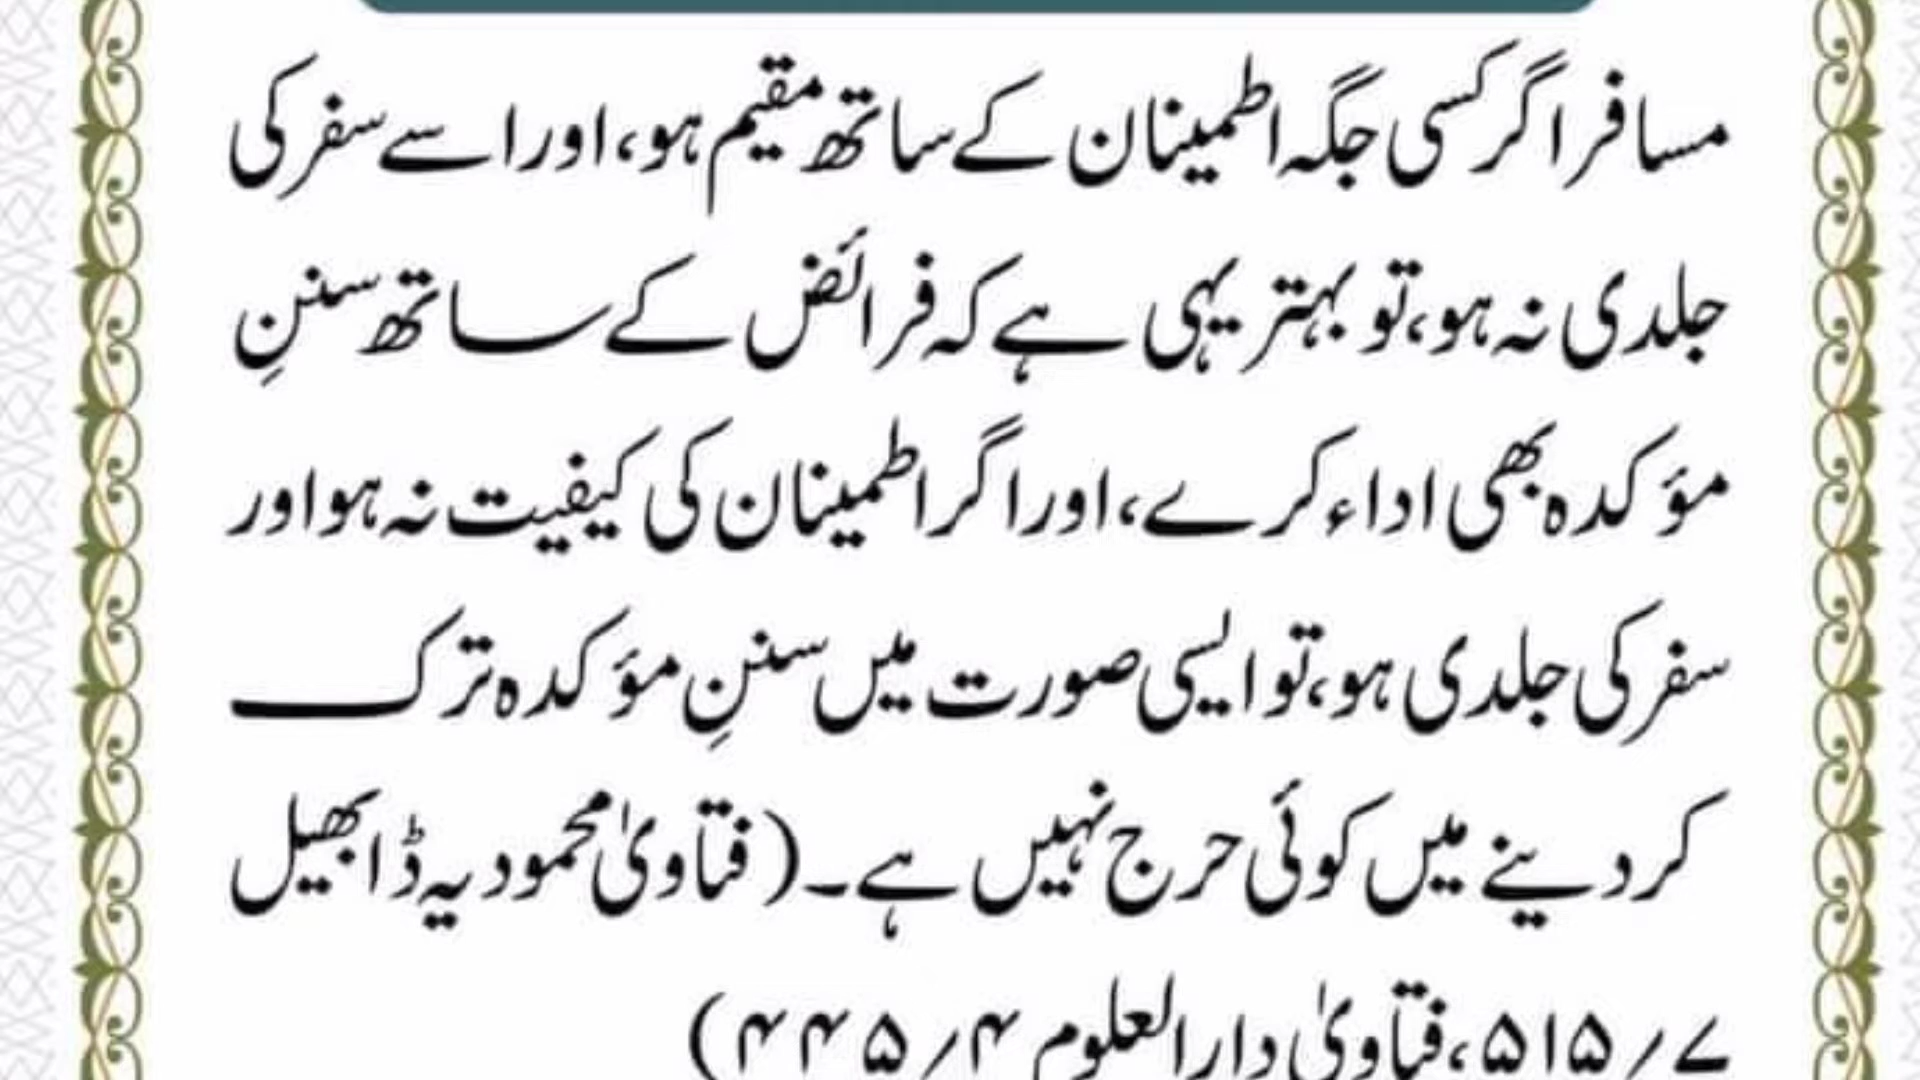 مسافر اگر کسی جگہ اطمینان کے ساتھ مقیم ہو، اور اسے سفر کی
جلدی نہ ہو، تو بہتر یہی ہے کہ فرائض کے ساتھ سننِ
مؤکدہ بھی اداء کرے، اور اگر اطمینان کی کیفیت نہ ہو اور
سفر کی جلدی ہو، تو ایسی صورت میں سننِ مؤکدہ ترک
کر دینے میں کوئی حرج نہیں ہے۔ (فتاویٰ محمودیہ ڈابھیل
۷/۵۱۵، فتاویٰ دارالعلوم ۴/۴۴۵)